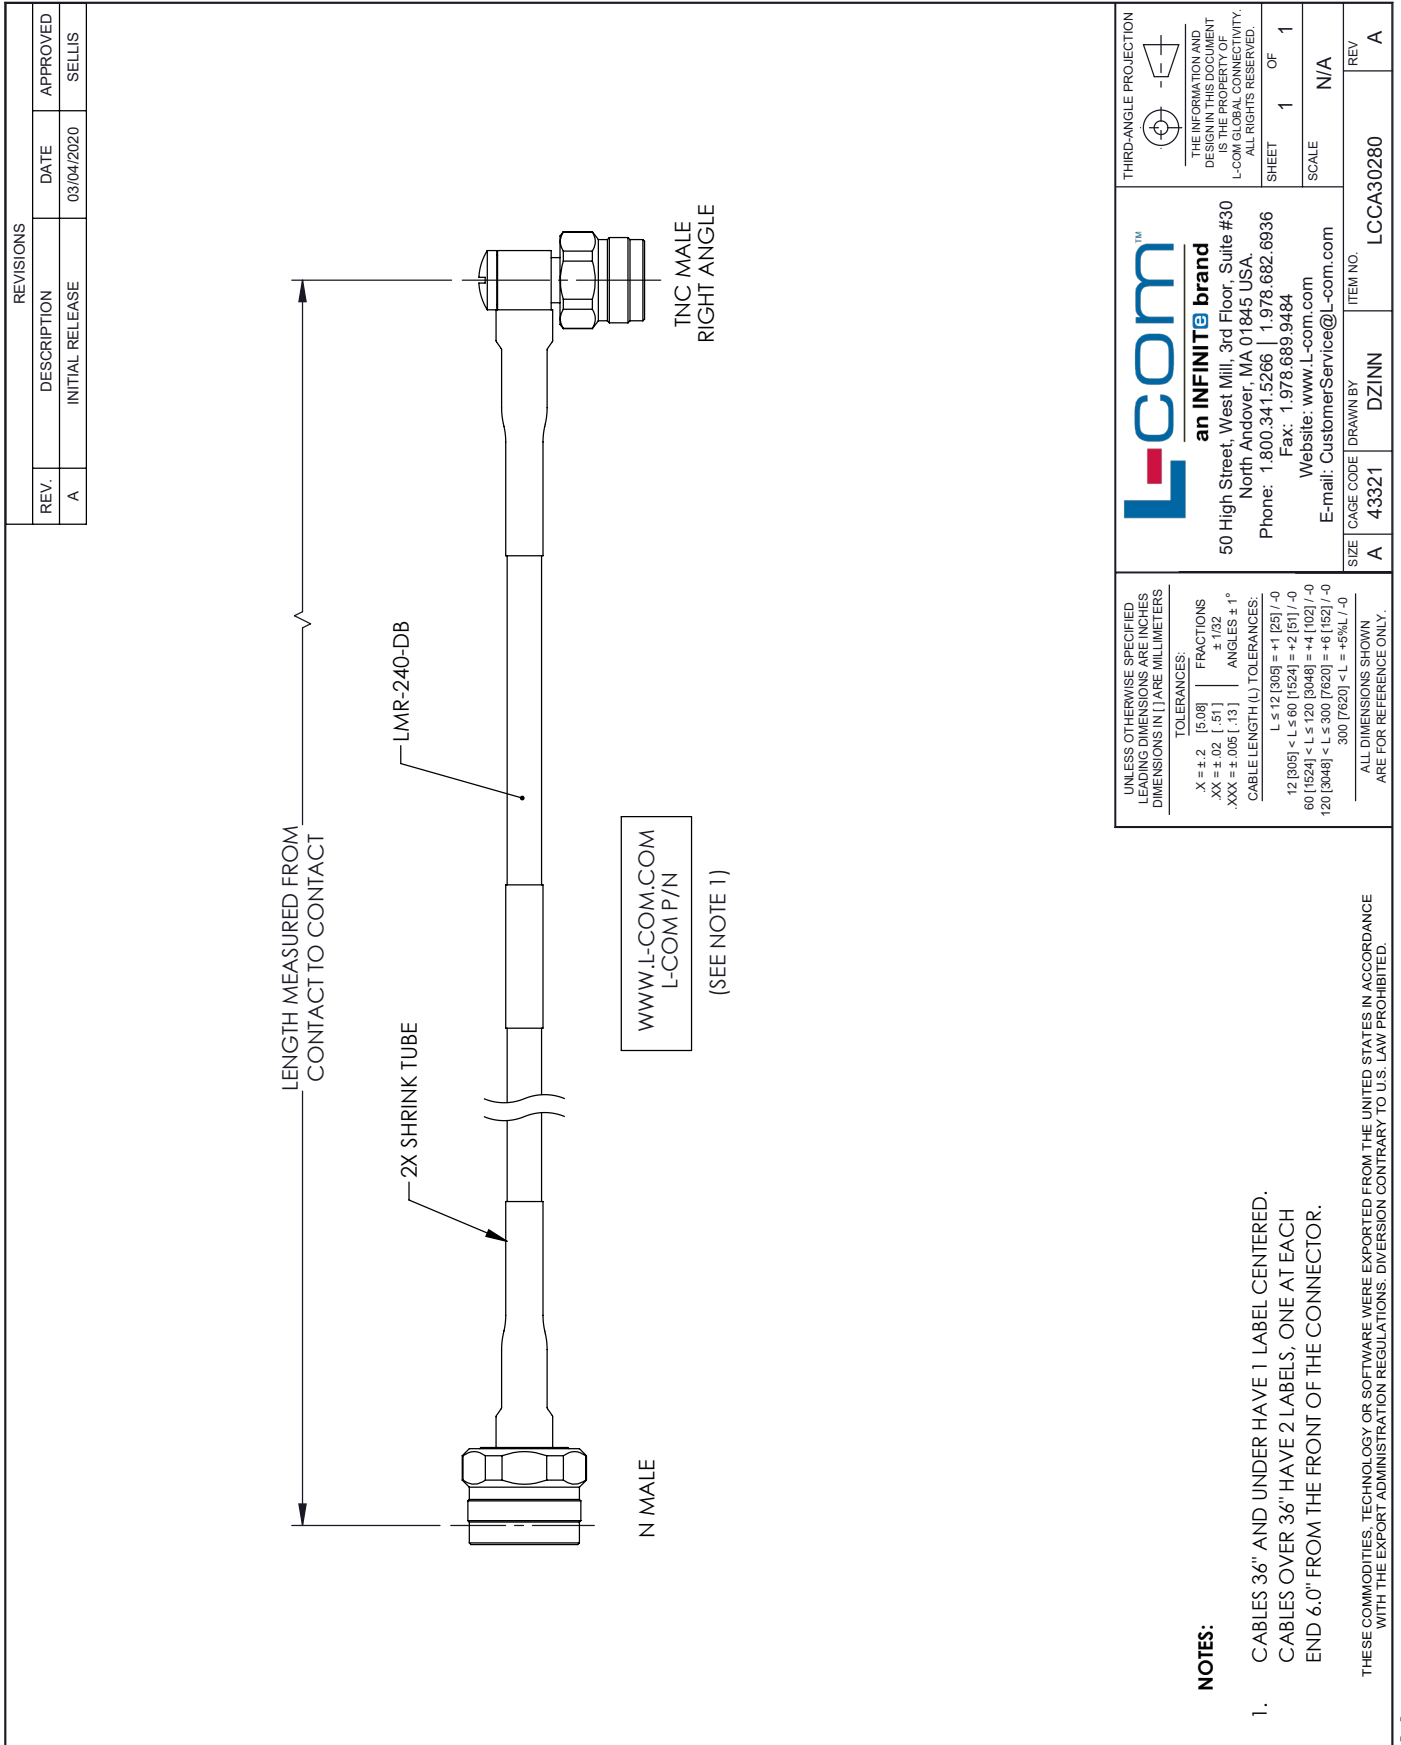 REVISIONS
REV. DESCRIPTION DATE APPROVED
A INITIAL RELEASE 03/04/2020 SELLIS
LENGTH MEASURED FROM
CONTACT TO CONTACT
2X SHRINK TUBE
LMR-240-DB
N MALE
TNC MALE
RIGHT ANGLE
WWW.L-COM.COM
L-COM P/N
(SEE NOTE 1)
NOTES:
1. CABLES 36" AND UNDER HAVE 1 LABEL CENTERED.
CABLES OVER 36" HAVE 2 LABELS, ONE AT EACH
END 6.0" FROM THE FRONT OF THE CONNECTOR.
THESE COMMODITIES, TECHNOLOGY OR SOFTWARE WERE EXPORTED FROM THE UNITED STATES IN ACCORDANCE
WITH THE EXPORT ADMINISTRATION REGULATIONS. DIVERSION CONTRARY TO U.S. LAW PROHIBITED.
UNLESS OTHERWISE SPECIFIED
LEADING DIMENSIONS ARE INCHES
DIMENSIONS IN [ ] ARE MILLIMETERS
TOLERANCES:
.X = ± .2 [5.08] FRACTIONS
.XX = ± .02 [ .51 ] ± 1/32
.XXX = ± .005 [ .13 ] ANGLES ± 1°
CABLE LENGTH (L) TOLERANCES:
L ≤ 12 [305] = +1 [25] / -0
12 [305] < L ≤ 60 [1524] = +2 [51] / -0
60 [1524] < L ≤ 120 [3048] = +4 [102] / -0
120 [3048] < L ≤ 300 [7620] = +6 [152] / -0
300 [7620] < L = +5%L / -0
ALL DIMENSIONS SHOWN
ARE FOR REFERENCE ONLY.
L-com™
an INFINITe brand
50 High Street, West Mill, 3rd Floor, Suite #30
North Andover, MA 01845 USA.
Phone: 1.800.341.5266 | 1.978.682.6936
Fax: 1.978.689.9484
Website: www.L-com.com
E-mail: CustomerService@L-com.com
THIRD-ANGLE PROJECTION
THE INFORMATION AND
DESIGN IN THIS DOCUMENT
IS THE PROPERTY OF
L-COM GLOBAL CONNECTIVITY.
ALL RIGHTS RESERVED.
SHEET 1 OF 1
SCALE N/A
SIZE A
CAGE CODE 43321
DRAWN BY DZINN
ITEM NO. LCCA30280
REV A